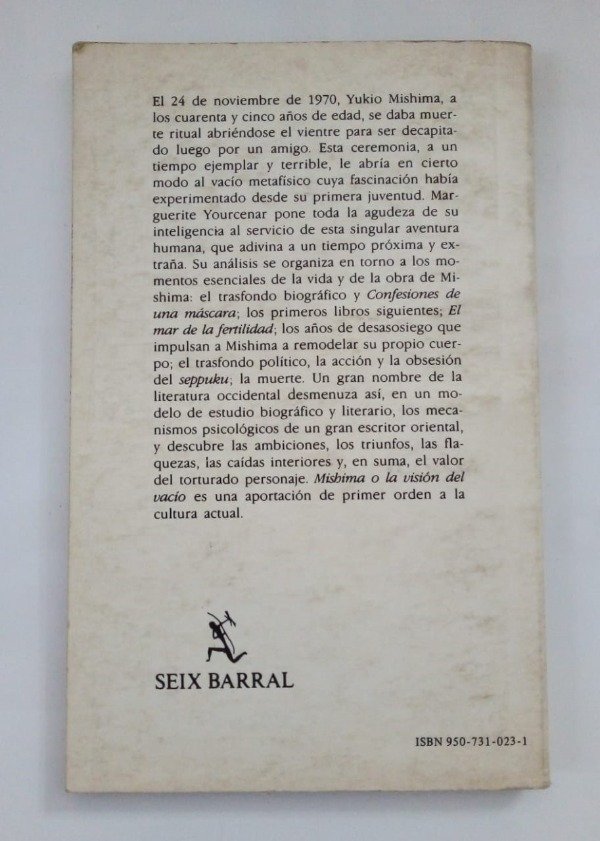 El 24 de noviembre de 1970, Yukio Mishima, a
los cuarenta y cinco años de edad, se daba muer-
te ritual abriéndose el vientre para ser decapita-
do luego por un amigo. Esta ceremonia, a un
tiempo ejemplar y terrible, le abría en cierto
modo al vacío metafísico cuya fascinación había
experimentado desde su primera juventud. Mar-
guerite Yourcenar pone toda la agudeza de su
inteligencia al servicio de esta singular aventura
humana, que adivina a un tiempo próxima y ex-
traña. Su análisis se organiza en torno a los mo-
mentos esenciales de la vida y de la obra de Mi-
shima: el trasfondo biográfico y Confesiones de
una máscara; los primeros libros siguientes; El
mar de la fertilidad; los años de desasosiego que
impulsan a Mishima a remodelar su propio cuer-
po; el trasfondo político, la acción y la obsesión
del seppuku; la muerte. Un gran nombre de la
literatura occidental desmenuza así, en un mo-
delo de estudio biográfico y literario, los meca-
nismos psicológicos de un gran escritor oriental,
y descubre las ambiciones, los triunfos, las fla-
quezas, las caídas interiores y, en suma, el valor
del torturado personaje. Mishima o la visión del
vacío es una aportación de primer orden a la
cultura actual.
SEIX BARRAL
ISBN 950-731-023-1